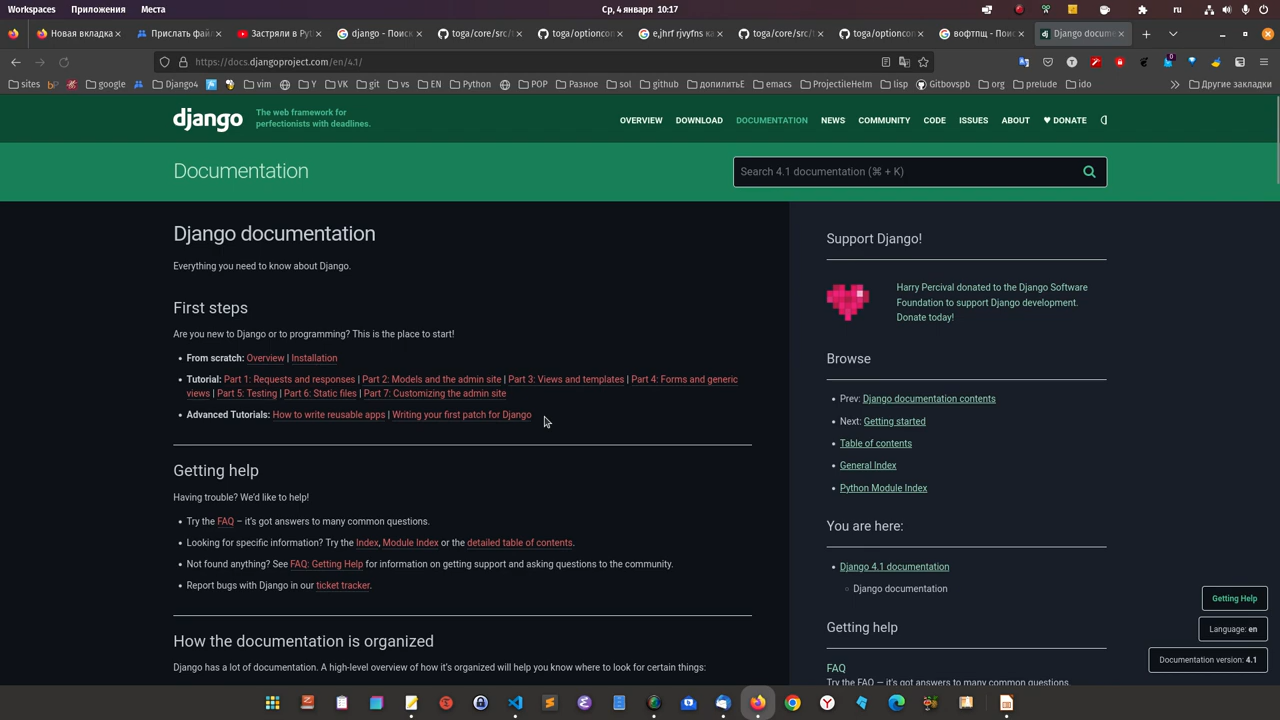 Workspaces Приложения Места Ср, 4 января 10:17 ru
Новая вкладка Прислать файл Застряли в Pyt django - Поиск toga/core/src/t toga/optioncon e,jhrf rjvyfns ка toga/core/src/t toga/optioncon вофтпщ - Поис Django docume
https://docs.djangoproject.com/en/4.1/
sites google Django4 vim Y VK git vs EN Python POP Разное sol github допилитьЕ emacs ProjectileHelm lisp Gitbovspb org prelude ido Другие закладки
django
The web framework for
perfectionists with deadlines.
OVERVIEW DOWNLOAD DOCUMENTATION NEWS COMMUNITY CODE ISSUES ABOUT ♥ DONATE
Documentation
Search 4.1 documentation (⌘ + K)
Django documentation
Everything you need to know about Django.
First steps
Are you new to Django or to programming? This is the place to start!
• From scratch: Overview | Installation
• Tutorial: Part 1: Requests and responses | Part 2: Models and the admin site | Part 3: Views and templates | Part 4: Forms and generic
views | Part 5: Testing | Part 6: Static files | Part 7: Customizing the admin site
• Advanced Tutorials: How to write reusable apps | Writing your first patch for Django
Getting help
Having trouble? We'd like to help!
• Try the FAQ – it's got answers to many common questions.
• Looking for specific information? Try the Index, Module Index or the detailed table of contents.
• Not found anything? See FAQ: Getting Help for information on getting support and asking questions to the community.
• Report bugs with Django in our ticket tracker.
How the documentation is organized
Django has a lot of documentation. A high-level overview of how it's organized will help you know where to look for certain things:
Support Django!
Harry Percival donated to the Django Software
Foundation to support Django development.
Donate today!
Browse
• Prev: Django documentation contents
• Next: Getting started
• Table of contents
• General Index
• Python Module Index
You are here:
• Django 4.1 documentation
◦ Django documentation
Getting help
FAQ
Try the FAQ — it's got answers to many common questions.
Getting Help
Language: en
Documentation version: 4.1